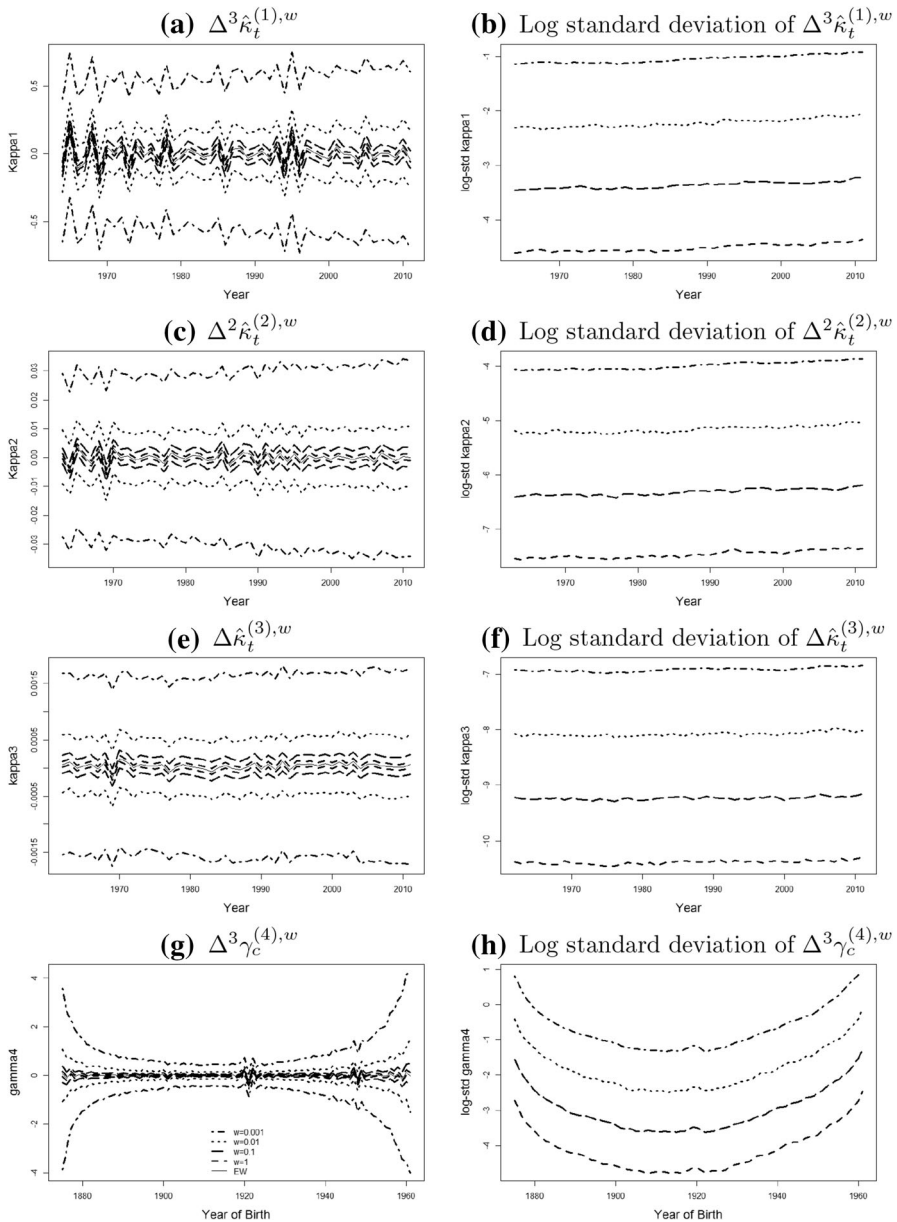 (a) Δ³κ̂ₜ⁽¹⁾,ʷ
Kappa1
0.5
0.0
-0.5
1970 1980 1990 2000 2010
Year
(b) Log standard deviation of Δ³κ̂ₜ⁽¹⁾,ʷ
log-std kappa1
-1
-2
-3
-4
1970 1980 1990 2000 2010
Year
(c) Δ²κ̂ₜ⁽²⁾,ʷ
Kappa2
0.03
0.02
0.01
0.00
-0.01
-0.02
-0.03
1970 1980 1990 2000 2010
Year
(d) Log standard deviation of Δ²κ̂ₜ⁽²⁾,ʷ
log-std kappa2
-4
-5
-6
-7
1970 1980 1990 2000 2010
Year
(e) Δκ̂ₜ⁽³⁾,ʷ
kappa3
0.0015
0.0005
-0.0005
-0.0015
1970 1980 1990 2000 2010
Year
(f) Log standard deviation of Δκ̂ₜ⁽³⁾,ʷ
log-std kappa3
-7
-8
-9
-10
1970 1980 1990 2000 2010
Year
(g) Δ³γ_c⁽⁴⁾,ʷ
gamma4
4
2
0
-2
-4
w=0.001
w=0.01
w=0.1
w=1
EW
1880 1900 1920 1940 1960
Year of Birth
(h) Log standard deviation of Δ³γ_c⁽⁴⁾,ʷ
log-std gamma4
1
0
-1
-2
-3
-4
1880 1900 1920 1940 1960
Year of Birth